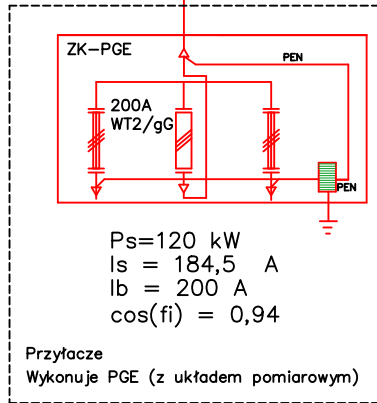 ZK-PGE
PEN
200A
WT2/gG
PEN
Ps=120 kW
Is = 184,5 A
Ib = 200 A
cos(fi) = 0,94
Przyłacze
Wykonuje PGE (z układem pomiarowym)